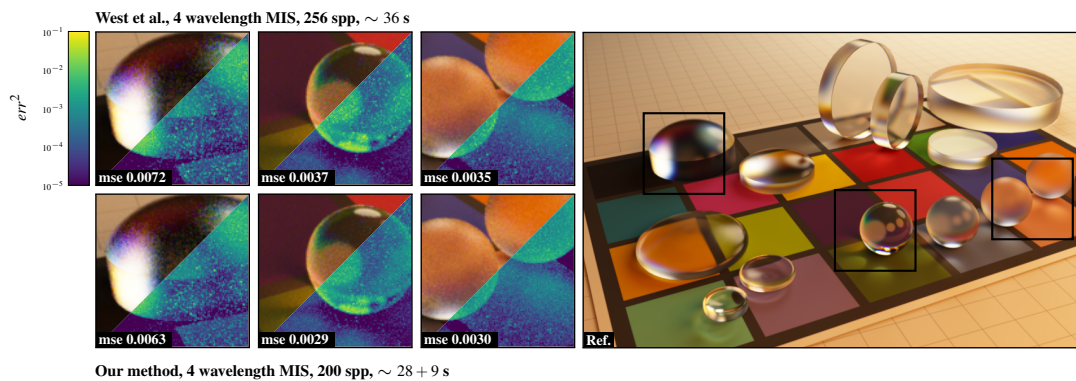 West et al., 4 wavelength MIS, 256 spp, ∼ 36 s
10⁻¹
10⁻²
10⁻³
10⁻⁴
10⁻⁵
err²
mse 0.0072
mse 0.0037
mse 0.0035
mse 0.0063
mse 0.0029
mse 0.0030
Ref.
Our method, 4 wavelength MIS, 200 spp, ∼ 28 + 9 s